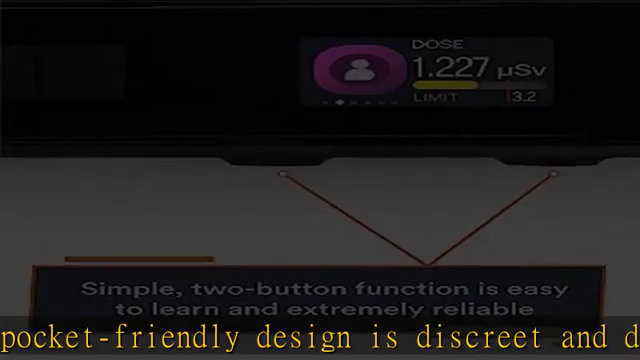 DOSE
1.227 μSv
LIMIT 3.2
Simple, two-button function is easy
to learn and extremely reliable
pocket-friendly design is discreet and d